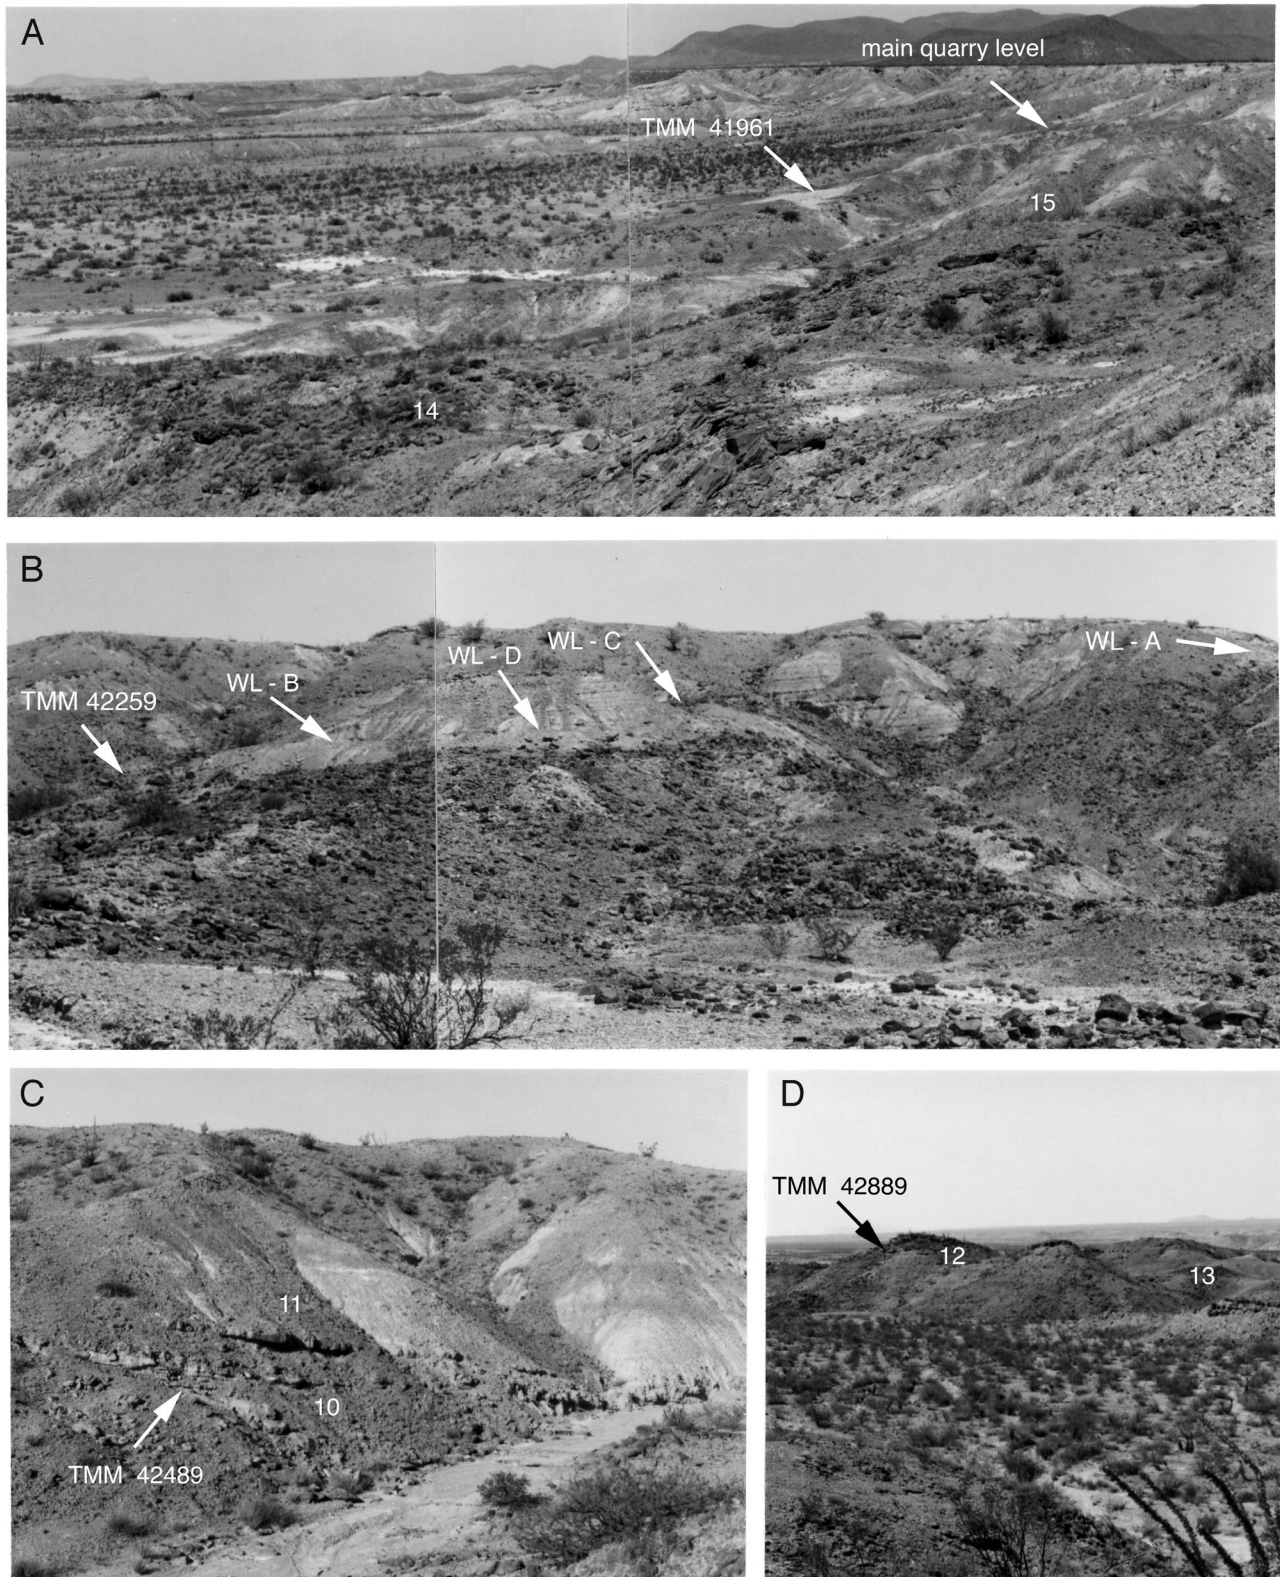 A
main quarry level
TMM 41961
15
14
B
WL - C
WL - A
WL - D
WL - B
TMM 42259
C
11
10
TMM 42489
D
TMM 42889
12
13